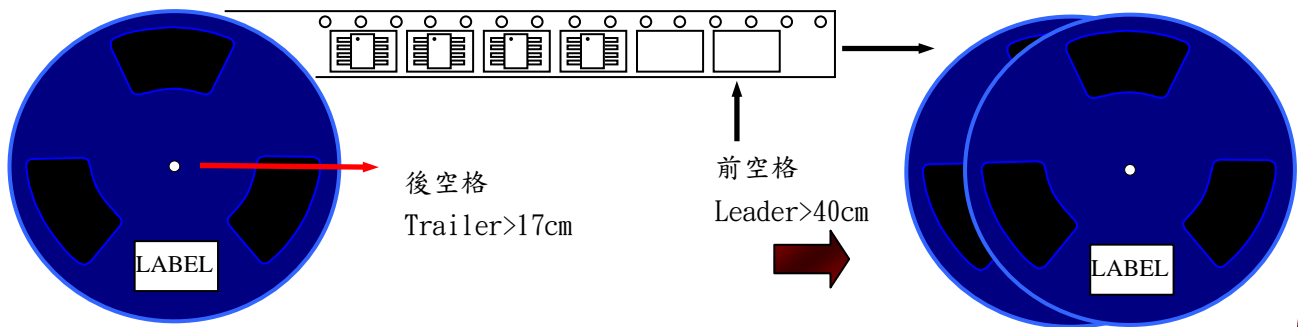 後空格
Trailer>17cm
前空格
Leader>40cm
LABEL
LABEL